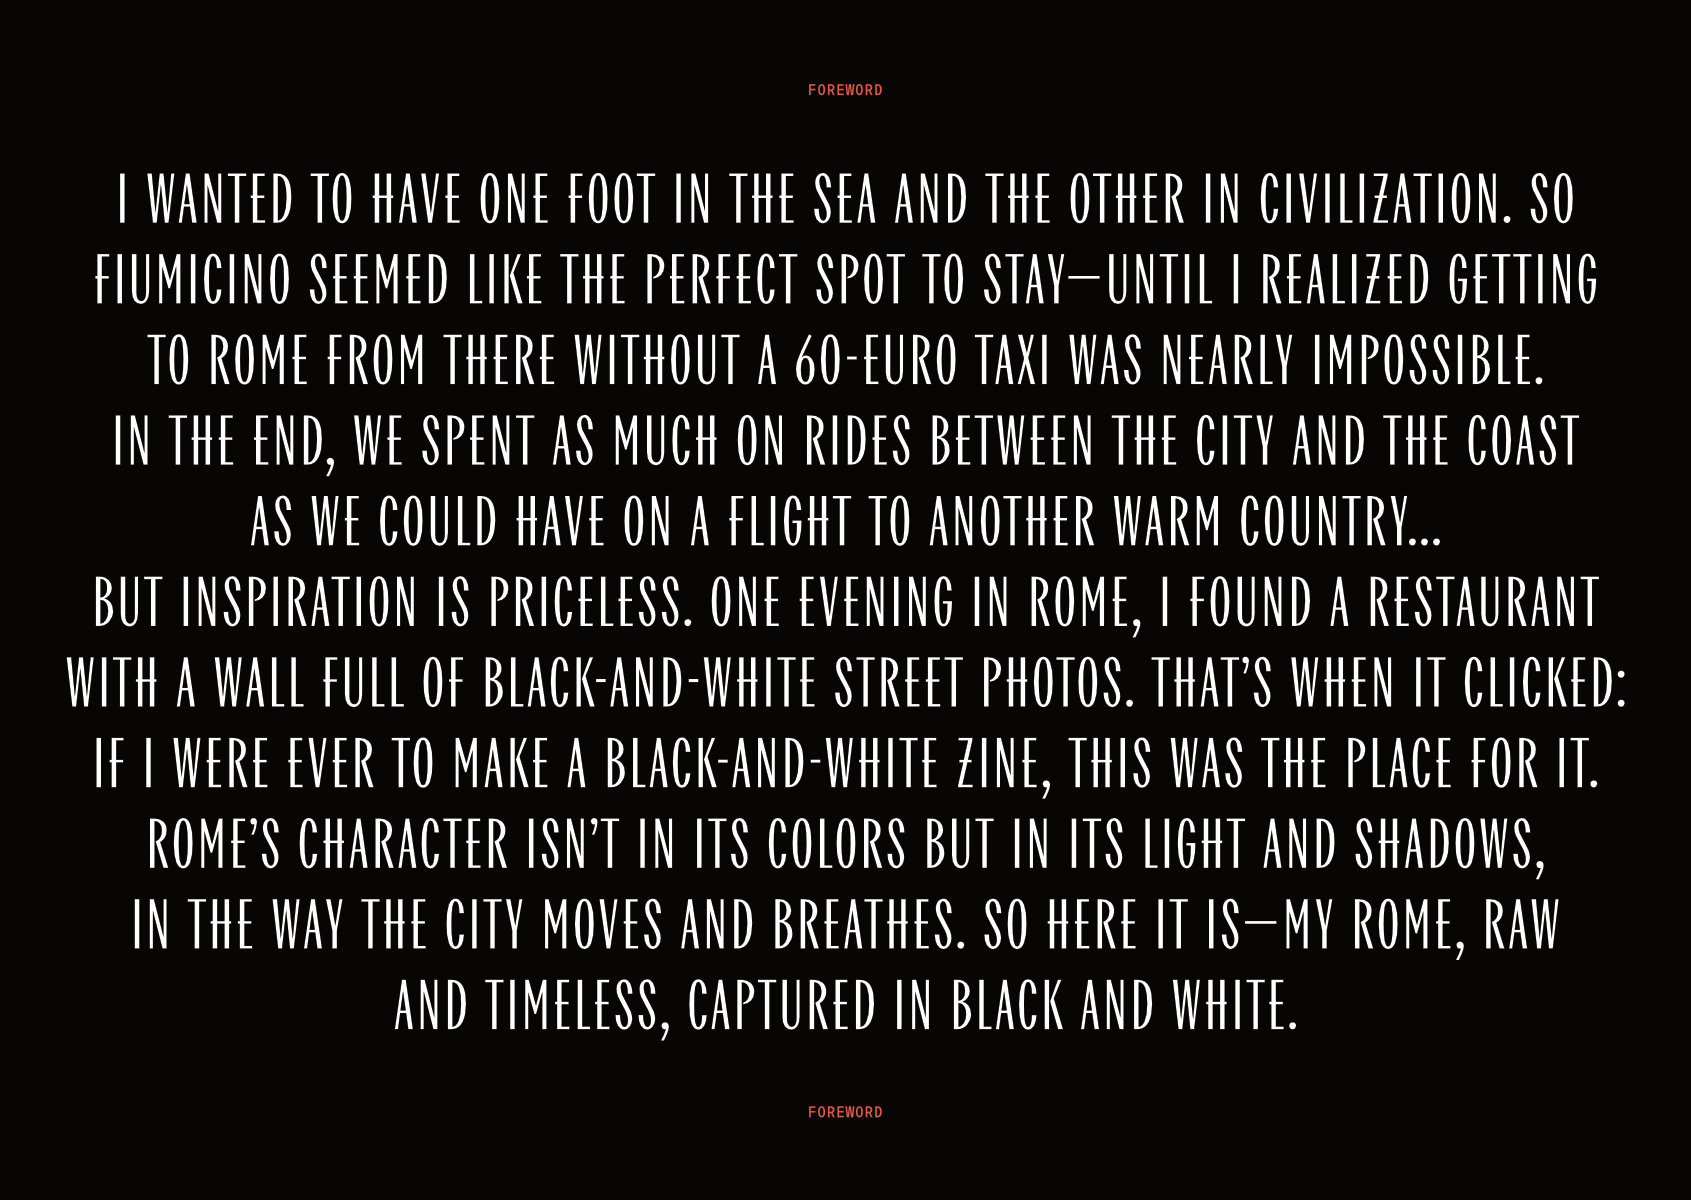 FOREWORD
I WANTED TO HAVE ONE FOOT IN THE SEA AND THE OTHER IN CIVILIZATION. SO
FIUMICINO SEEMED LIKE THE PERFECT SPOT TO STAY—UNTIL I REALIZED GETTING
TO ROME FROM THERE WITHOUT A 60-EURO TAXI WAS NEARLY IMPOSSIBLE.
IN THE END, WE SPENT AS MUCH ON RIDES BETWEEN THE CITY AND THE COAST
AS WE COULD HAVE ON A FLIGHT TO ANOTHER WARM COUNTRY...
BUT INSPIRATION IS PRICELESS. ONE EVENING IN ROME, I FOUND A RESTAURANT
WITH A WALL FULL OF BLACK-AND-WHITE STREET PHOTOS. THAT’S WHEN IT CLICKED:
IF I WERE EVER TO MAKE A BLACK-AND-WHITE ZINE, THIS WAS THE PLACE FOR IT.
ROME’S CHARACTER ISN’T IN ITS COLORS BUT IN ITS LIGHT AND SHADOWS,
IN THE WAY THE CITY MOVES AND BREATHES. SO HERE IT IS—MY ROME, RAW
AND TIMELESS, CAPTURED IN BLACK AND WHITE.
FOREWORD